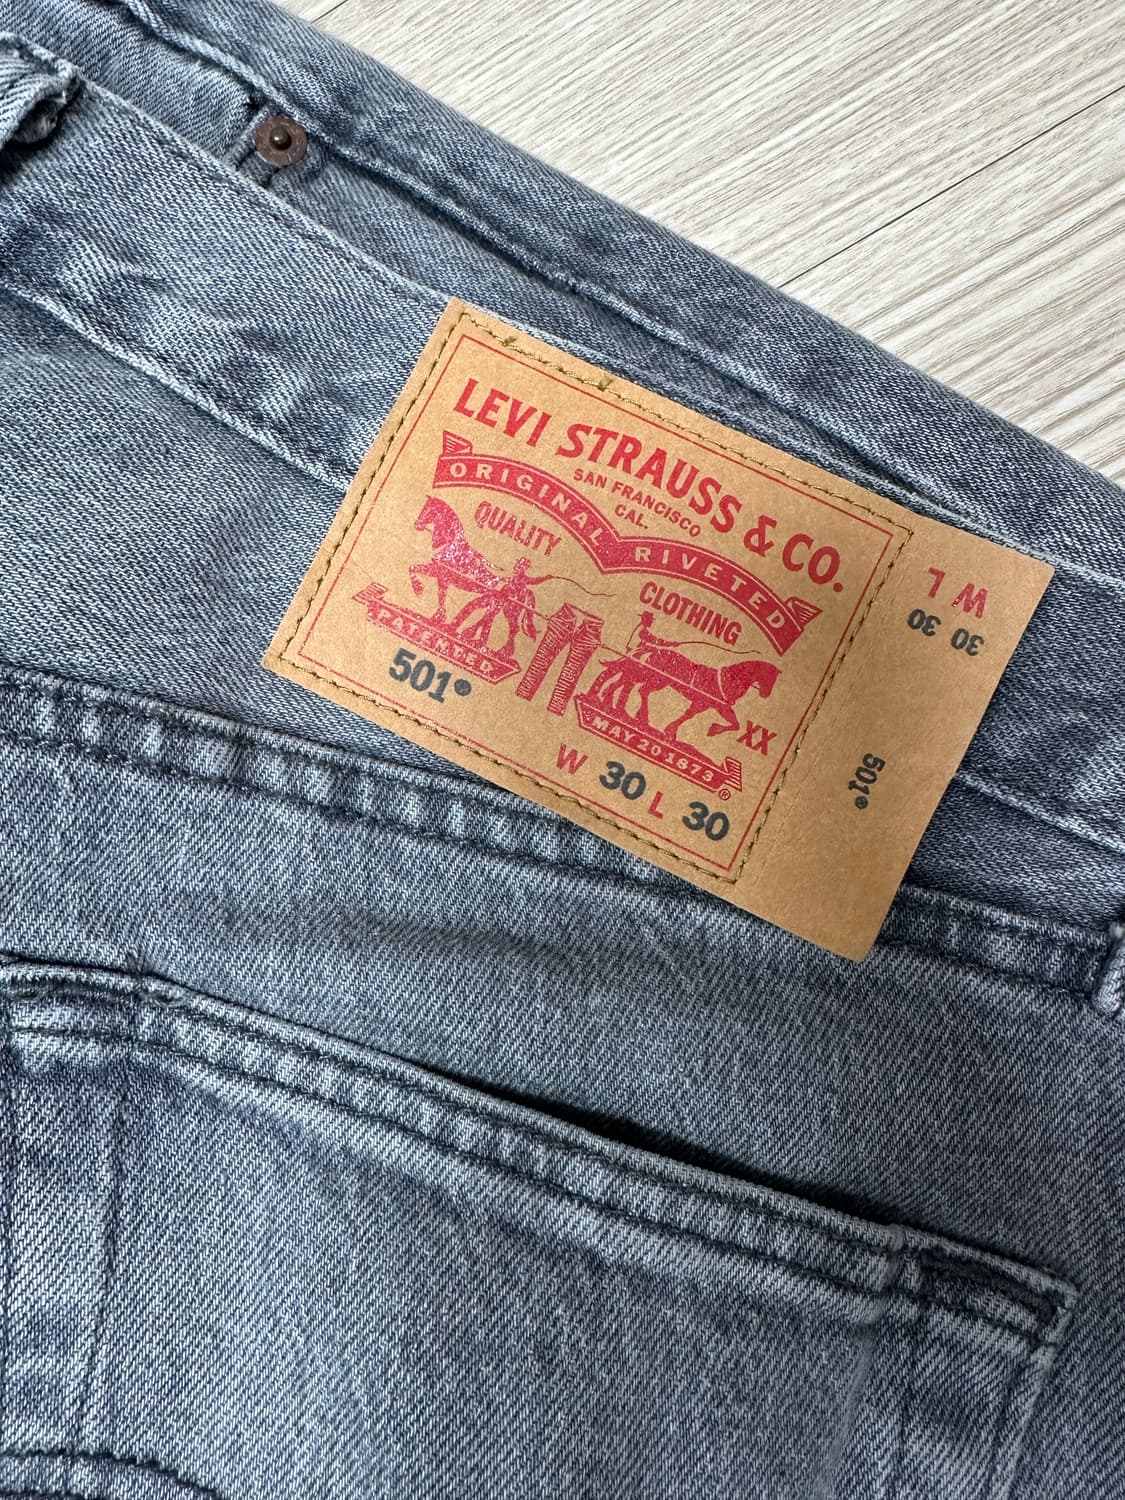 LEVI STRAUSS & CO.
SAN FRANCISCO
CAL.
ORIGINAL RIVETED
QUALITY CLOTHING
PATENTED
501®
XX
MAY 20 1873
®
W 30 L 30
W L
30 30
501®